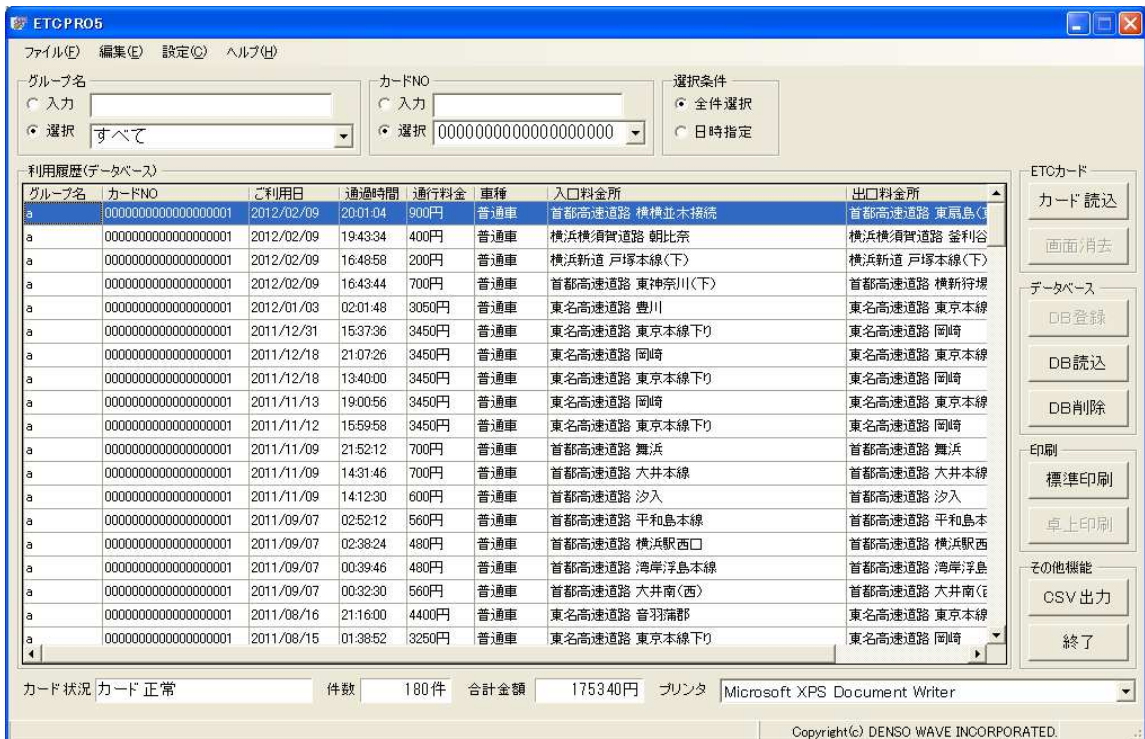 ETCPRO5
ファイル(F) 編集(E) 設定(C) ヘルプ(H)
グループ名 カードNO 選択条件
入力 入力 全件選択
選択 すべて 選択 0000000000000000000 日時指定
利用履歴(データベース) ETCカード
グループ名 カードNO ご利用日 通過時間 通行料金 車種 入口料金所 出口料金所 カード読込
a 0000000000000000001 2012/02/09 20:01:04 900円 普通車 首都高速道路 横横並木接続 首都高速道路 東扇島(
a 0000000000000000001 2012/02/09 19:43:34 400円 普通車 横浜横須賀道路 朝比奈 横浜横須賀道路 釜利谷 画面消去
a 0000000000000000001 2012/02/09 16:48:58 200円 普通車 横浜新道 戸塚本線(下) 横浜新道 戸塚本線(下)
a 0000000000000000001 2012/02/09 16:43:44 700円 普通車 首都高速道路 東神奈川(下) 首都高速道路 横新狩場 データベース
a 0000000000000000001 2012/01/03 02:01:48 3050円 普通車 東名高速道路 豊川 東名高速道路 東京本線 DB登録
a 0000000000000000001 2011/12/31 15:37:36 3450円 普通車 東名高速道路 東京本線下り 東名高速道路 岡崎
a 0000000000000000001 2011/12/18 21:07:26 3450円 普通車 東名高速道路 岡崎 東名高速道路 東京本線 DB読込
a 0000000000000000001 2011/12/18 13:40:00 3450円 普通車 東名高速道路 東京本線下り 東名高速道路 岡崎
a 0000000000000000001 2011/11/13 19:00:56 3450円 普通車 東名高速道路 岡崎 東名高速道路 東京本線 DB削除
a 0000000000000000001 2011/11/12 15:59:58 3450円 普通車 東名高速道路 東京本線下り 東名高速道路 岡崎
a 0000000000000000001 2011/11/09 21:52:12 700円 普通車 首都高速道路 舞浜 首都高速道路 舞浜 印刷
a 0000000000000000001 2011/11/09 14:31:46 700円 普通車 首都高速道路 大井本線 首都高速道路 大井本線 標準印刷
a 0000000000000000001 2011/11/09 14:12:30 600円 普通車 首都高速道路 汐入 首都高速道路 汐入
a 0000000000000000001 2011/09/07 02:52:12 560円 普通車 首都高速道路 平和島本線 首都高速道路 平和島本 卓上印刷
a 0000000000000000001 2011/09/07 02:38:24 480円 普通車 首都高速道路 横浜駅西口 首都高速道路 横浜駅西
a 0000000000000000001 2011/09/07 00:39:46 480円 普通車 首都高速道路 湾岸浮島本線 首都高速道路 湾岸浮島 その他機能
a 0000000000000000001 2011/09/07 00:32:30 560円 普通車 首都高速道路 大井南(西) 首都高速道路 大井南( CSV出力
a 0000000000000000001 2011/08/16 21:16:00 4400円 普通車 東名高速道路 音羽蒲郡 東名高速道路 東京本線
a 0000000000000000001 2011/08/15 01:38:52 3250円 普通車 東名高速道路 東京本線下り 東名高速道路 岡崎 終了
カード状況 カード正常 件数 180件 合計金額 175340円 プリンタ Microsoft XPS Document Writer
Copyright(c) DENSO WAVE INCORPORATED.